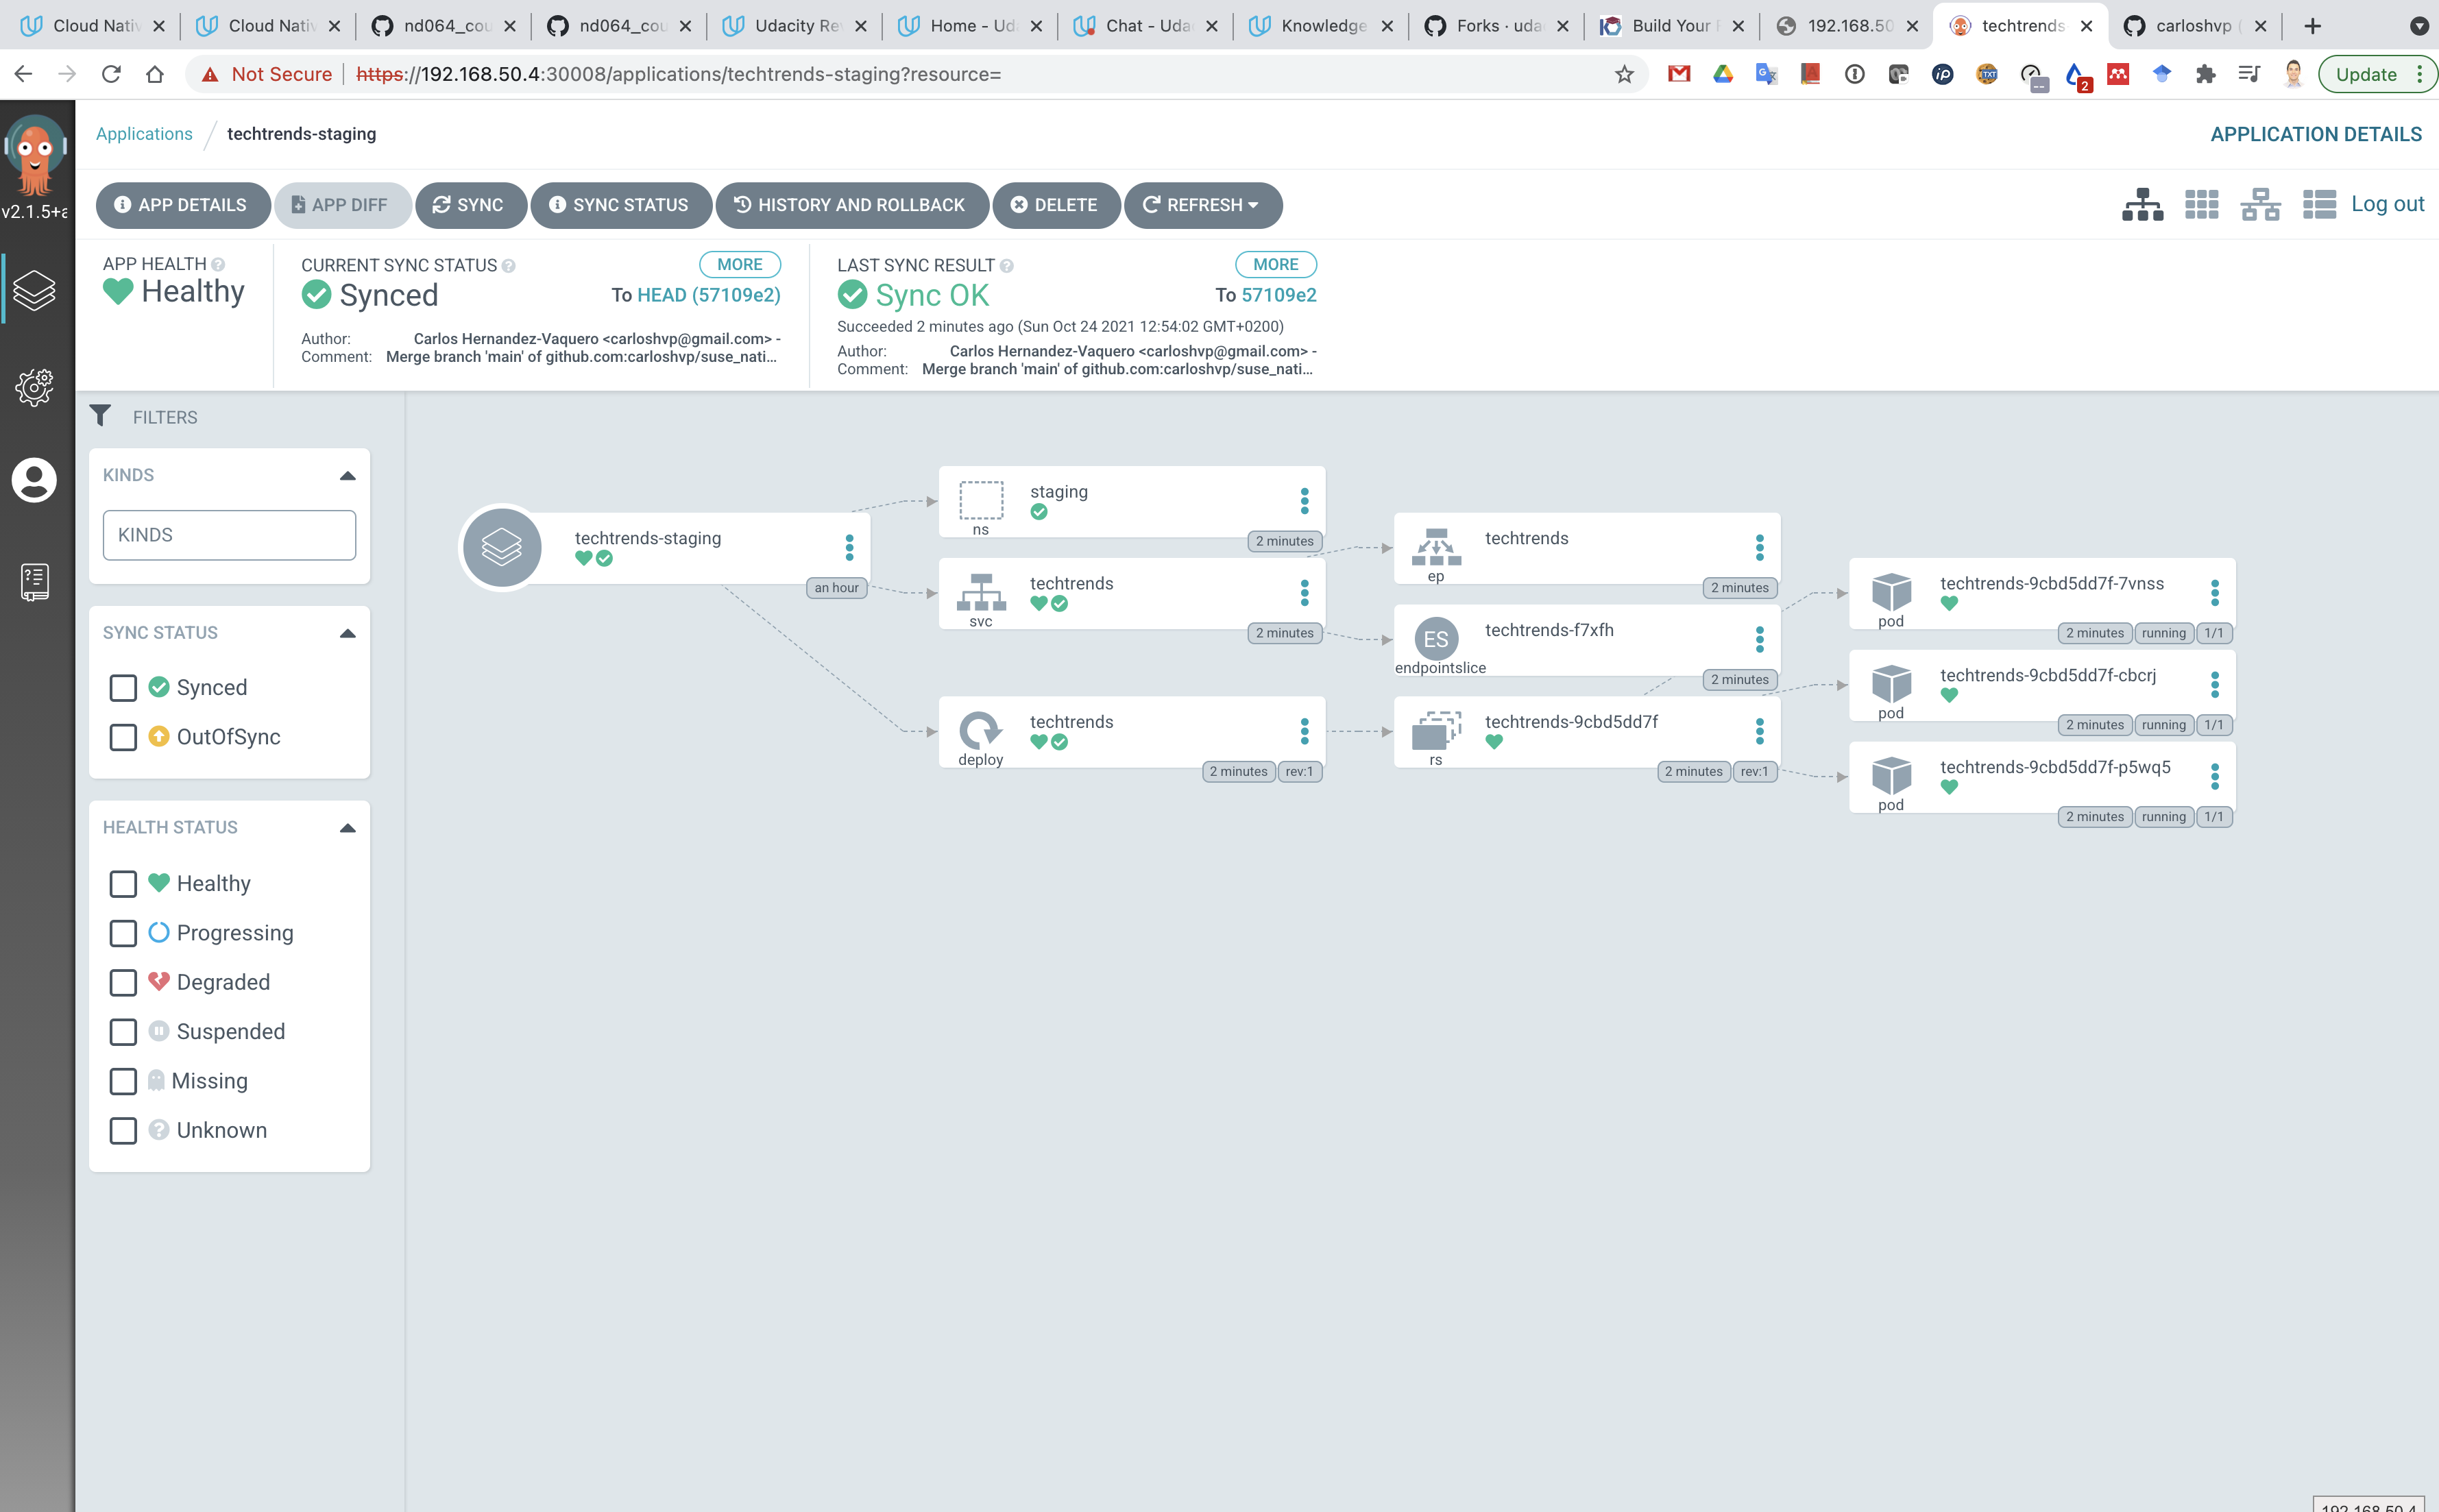 Cloud Nativ
Cloud Nativ
nd064_cou
nd064_cou
Udacity Re
Home - Ud
Chat - Uda
Knowledge
Forks · uda
Build Your
192.168.50
techtrends
carloshvp (
Not Secure
https://192.168.50.4:30008/applications/techtrends-staging?resource=
Update
v2.1.5+a
Applications / techtrends-staging
APPLICATION DETAILS
APP DETAILS
APP DIFF
SYNC
SYNC STATUS
HISTORY AND ROLLBACK
DELETE
REFRESH
Log out
APP HEALTH
Healthy
CURRENT SYNC STATUS
MORE
Synced
To HEAD (57109e2)
Author: Carlos Hernandez-Vaquero <carloshvp@gmail.com> -
Comment: Merge branch 'main' of github.com:carloshvp/suse_nati...
LAST SYNC RESULT
MORE
Sync OK
To 57109e2
Succeeded 2 minutes ago (Sun Oct 24 2021 12:54:02 GMT+0200)
Author: Carlos Hernandez-Vaquero <carloshvp@gmail.com> -
Comment: Merge branch 'main' of github.com:carloshvp/suse_nati...
FILTERS
KINDS
KINDS
SYNC STATUS
Synced
OutOfSync
HEALTH STATUS
Healthy
Progressing
Degraded
Suspended
Missing
Unknown
techtrends-staging
an hour
staging
ns
2 minutes
techtrends
svc
2 minutes
techtrends
deploy
2 minutes
rev:1
techtrends
ep
2 minutes
ES
techtrends-f7xfh
endpointslice
2 minutes
techtrends-9cbd5dd7f
rs
2 minutes
rev:1
techtrends-9cbd5dd7f-7vnss
pod
2 minutes
running
1/1
techtrends-9cbd5dd7f-cbcrj
pod
2 minutes
running
1/1
techtrends-9cbd5dd7f-p5wq5
pod
2 minutes
running
1/1
192.168.50.4